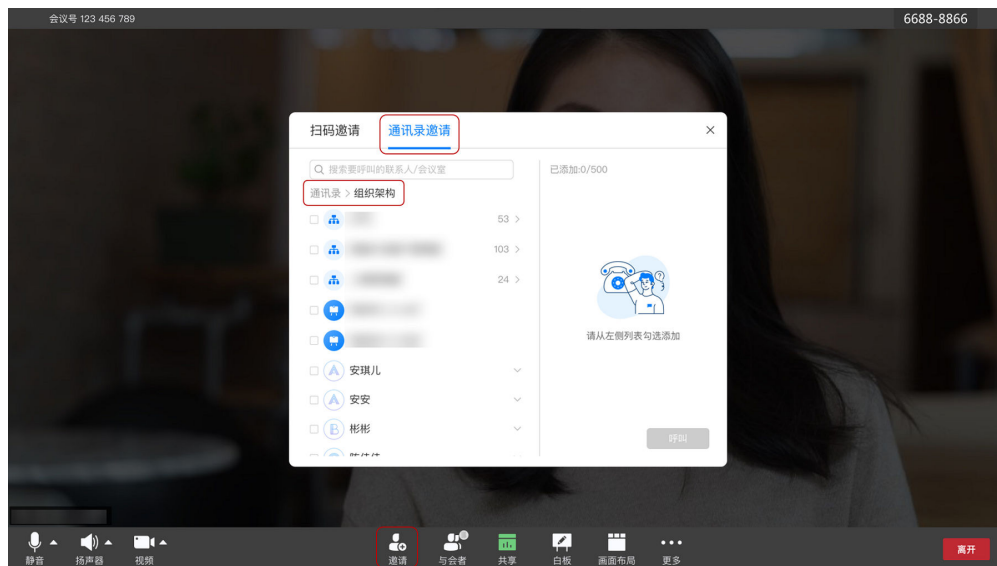 会议号 123 456 789
6688-8866
扫码邀请
通讯录邀请
搜索要呼叫的联系人/会议室
已添加:0/500
通讯录 > 组织架构
53
103
24
请从左侧列表勾选添加
安琪儿
安安
B 彬彬
呼叫
静音
扬声器
视频
邀请
与会者
共享
白板
画面布局
更多
离开